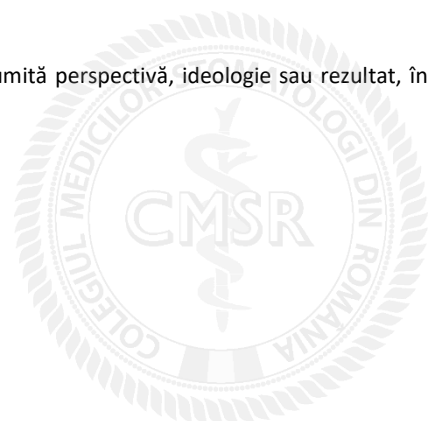 umită perspectivă, ideologie sau rezultat, în
COLEGIUL MEDICILOR STOMATOLOGI DIN ROMÂNIA
CMSR